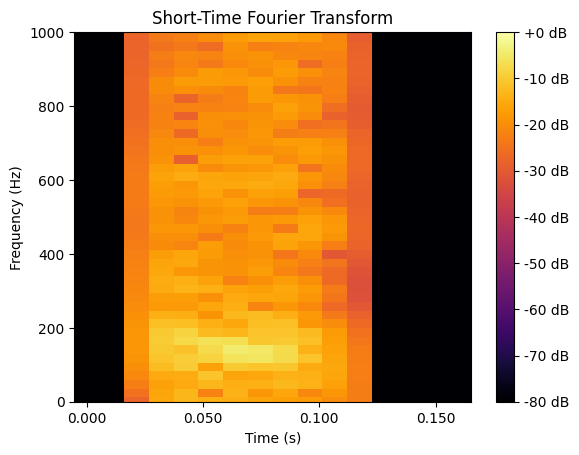 Short-Time Fourier Transform
1000
800
600
400
200
0
Frequency (Hz)
0.000
0.050
0.100
0.150
Time (s)
+0 dB
-10 dB
-20 dB
-30 dB
-40 dB
-50 dB
-60 dB
-70 dB
-80 dB